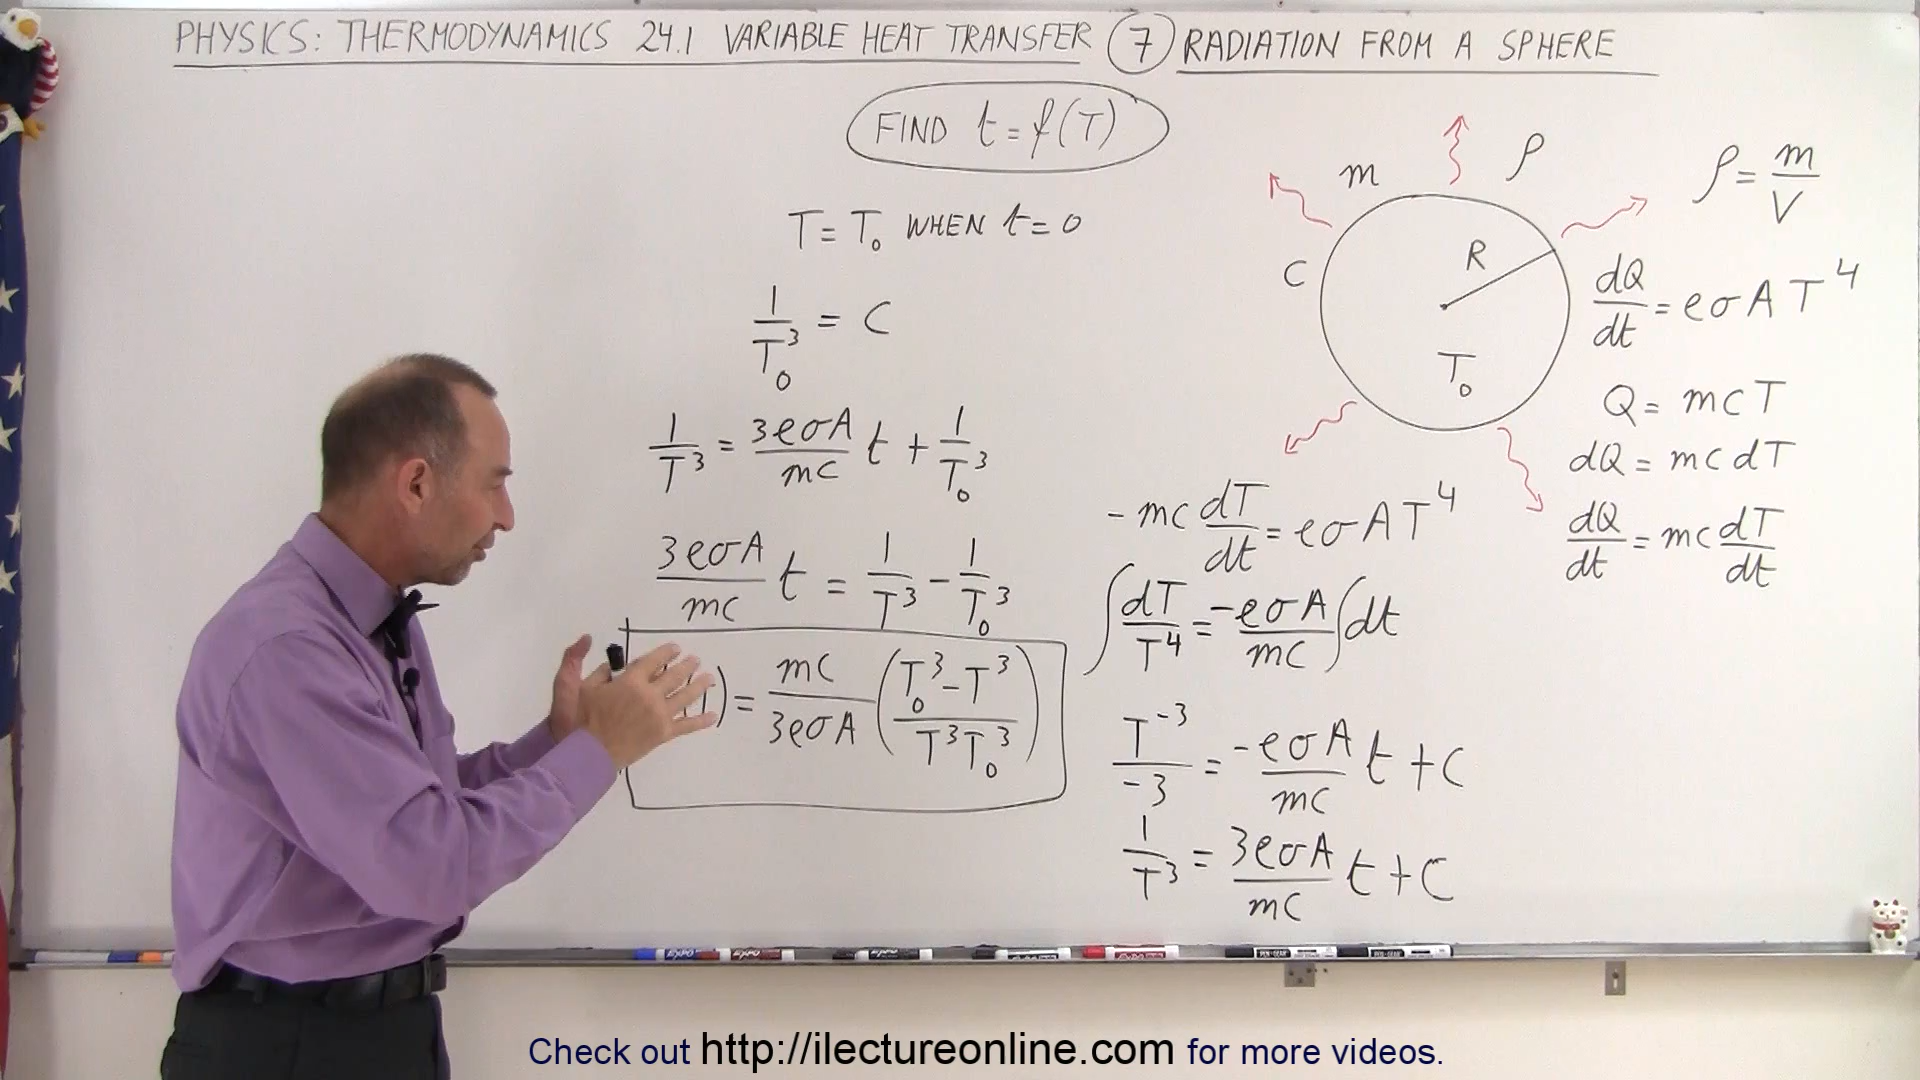 PHYSICS: THERMODYNAMICS 24.1 VARIABLE HEAT TRANSFER (7) RADIATION FROM A SPHERE
FIND t = f(T)
T = T₀ WHEN t = 0
1/T₀³ = C
1/T³ = 3eσA/mc t + 1/T₀³
3eσA/mc t = 1/T³ - 1/T₀³
) = mc/3eσA (T₀³ - T³ / T³T₀³)
m
ρ
C
R
T₀
ρ = m/V
dQ/dt = eσAT⁴
Q = mcT
dQ = mcdT
dQ/dt = mc dT/dt
-mc dT/dt = eσAT⁴
∫ dT/T⁴ = -eσA/mc ∫ dt
T⁻³/-3 = -eσA/mc t + C
1/T³ = 3eσA/mc t + C
EXPO
Check out http://ilectureonline.com for more videos.